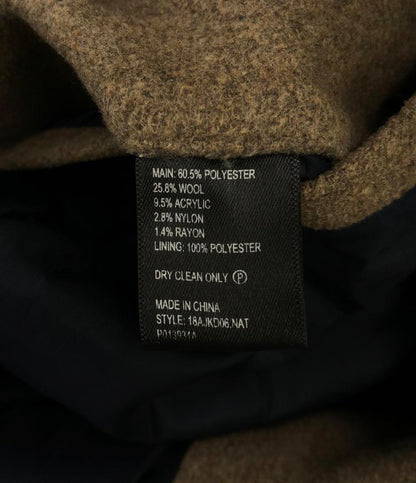 MAIN: 60.5% POLYESTER
25.8% WOOL
9.5% ACRYLIC
2.8% NYLON
1.4% RAYON
LINING: 100% POLYESTER
DRY CLEAN ONLY Ⓟ
MADE IN CHINA
STYLE: 18AJKD06.NAT
P013931A